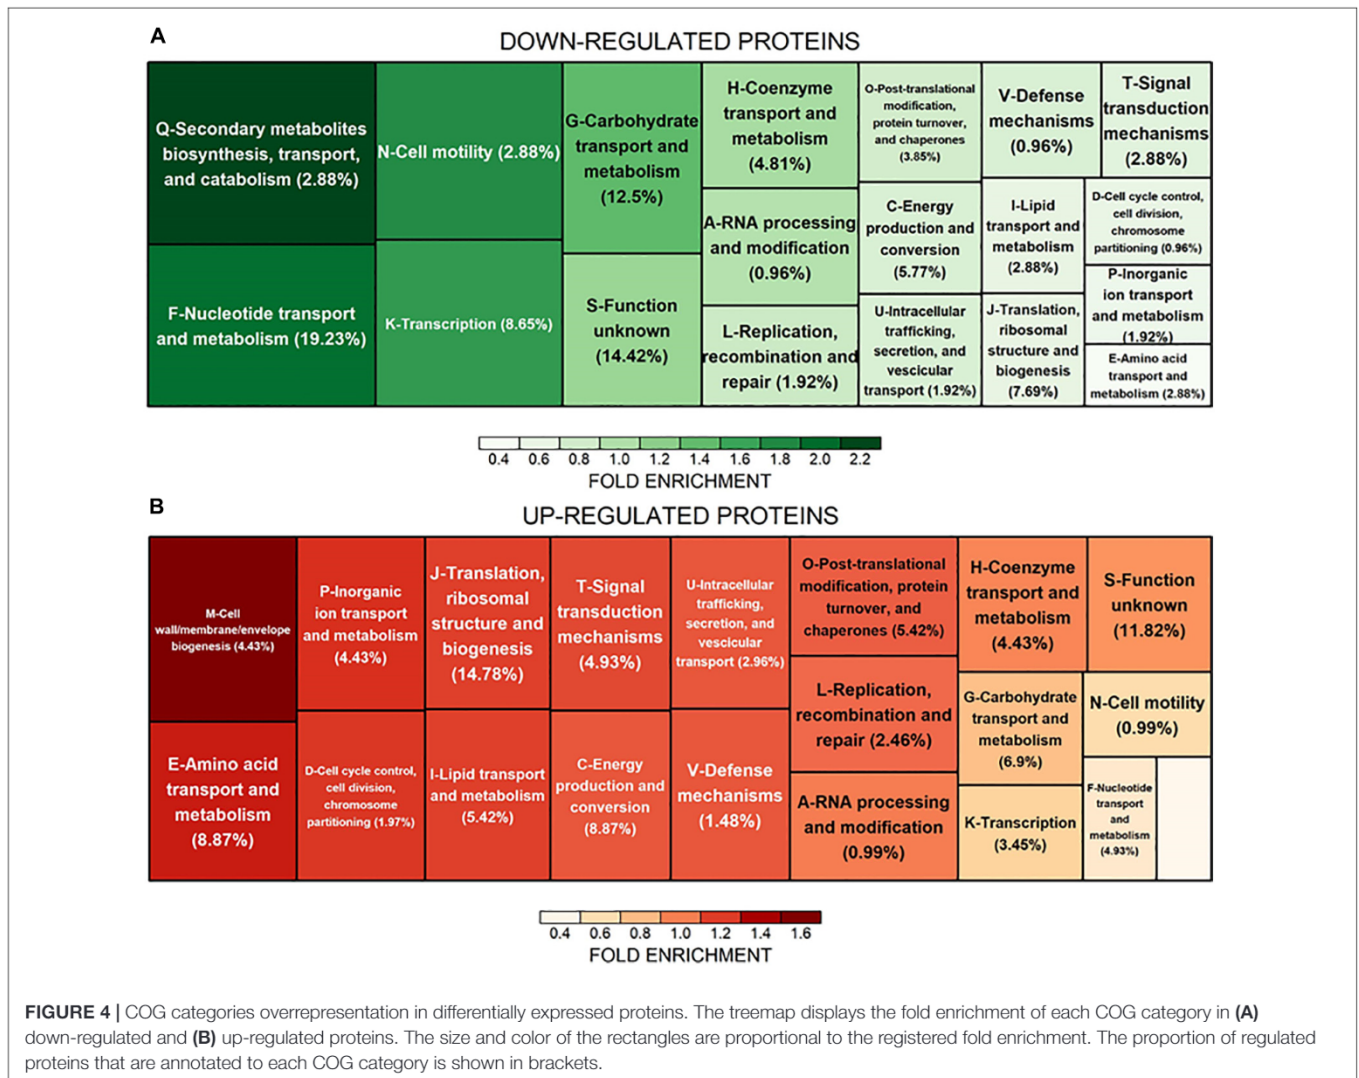 A
DOWN-REGULATED PROTEINS
Q-Secondary metabolites
biosynthesis, transport,
and catabolism (2.88%)
F-Nucleotide transport
and metabolism (19.23%)
N-Cell motility (2.88%)
K-Transcription (8.65%)
G-Carbohydrate
transport and
metabolism
(12.5%)
S-Function
unknown
(14.42%)
H-Coenzyme
transport and
metabolism
(4.81%)
A-RNA processing
and modification
(0.96%)
L-Replication,
recombination and
repair (1.92%)
O-Post-translational
modification,
protein turnover,
and chaperones
(3.85%)
C-Energy
production and
conversion
(5.77%)
U-Intracellular
trafficking,
secretion, and
vescicular
transport (1.92%)
V-Defense
mechanisms
(0.96%)
I-Lipid
transport and
metabolism
(2.88%)
J-Translation,
ribosomal
structure and
biogenesis
(7.69%)
T-Signal
transduction
mechanisms
(2.88%)
D-Cell cycle control,
cell division,
chromosome
partitioning (0.96%)
P-Inorganic
ion transport
and metabolism
(1.92%)
E-Amino acid
transport and
metabolism (2.88%)
0.4 0.6 0.8 1.0 1.2 1.4 1.6 1.8 2.0 2.2
FOLD ENRICHMENT
B
UP-REGULATED PROTEINS
M-Cell
wall/membrane/envelope
biogenesis (4.43%)
E-Amino acid
transport and
metabolism
(8.87%)
P-Inorganic
ion transport
and metabolism
(4.43%)
D-Cell cycle control,
cell division,
chromosome
partitioning (1.97%)
J-Translation,
ribosomal
structure and
biogenesis
(14.78%)
I-Lipid transport
and metabolism
(5.42%)
T-Signal
transduction
mechanisms
(4.93%)
C-Energy
production and
conversion
(8.87%)
U-Intracellular
trafficking,
secretion, and
vescicular
transport (2.96%)
V-Defense
mechanisms
(1.48%)
O-Post-translational
modification, protein
turnover, and
chaperones (5.42%)
L-Replication,
recombination and
repair (2.46%)
A-RNA processing
and modification
(0.99%)
H-Coenzyme
transport and
metabolism
(4.43%)
G-Carbohydrate
transport and
metabolism
(6.9%)
K-Transcription
(3.45%)
S-Function
unknown
(11.82%)
N-Cell motility
(0.99%)
F-Nucleotide
transport
and
metabolism
(4.93%)
0.4 0.6 0.8 1.0 1.2 1.4 1.6
FOLD ENRICHMENT
FIGURE 4 | COG categories overrepresentation in differentially expressed proteins. The treemap displays the fold enrichment of each COG category in (A)
down-regulated and (B) up-regulated proteins. The size and color of the rectangles are proportional to the registered fold enrichment. The proportion of regulated
proteins that are annotated to each COG category is shown in brackets.